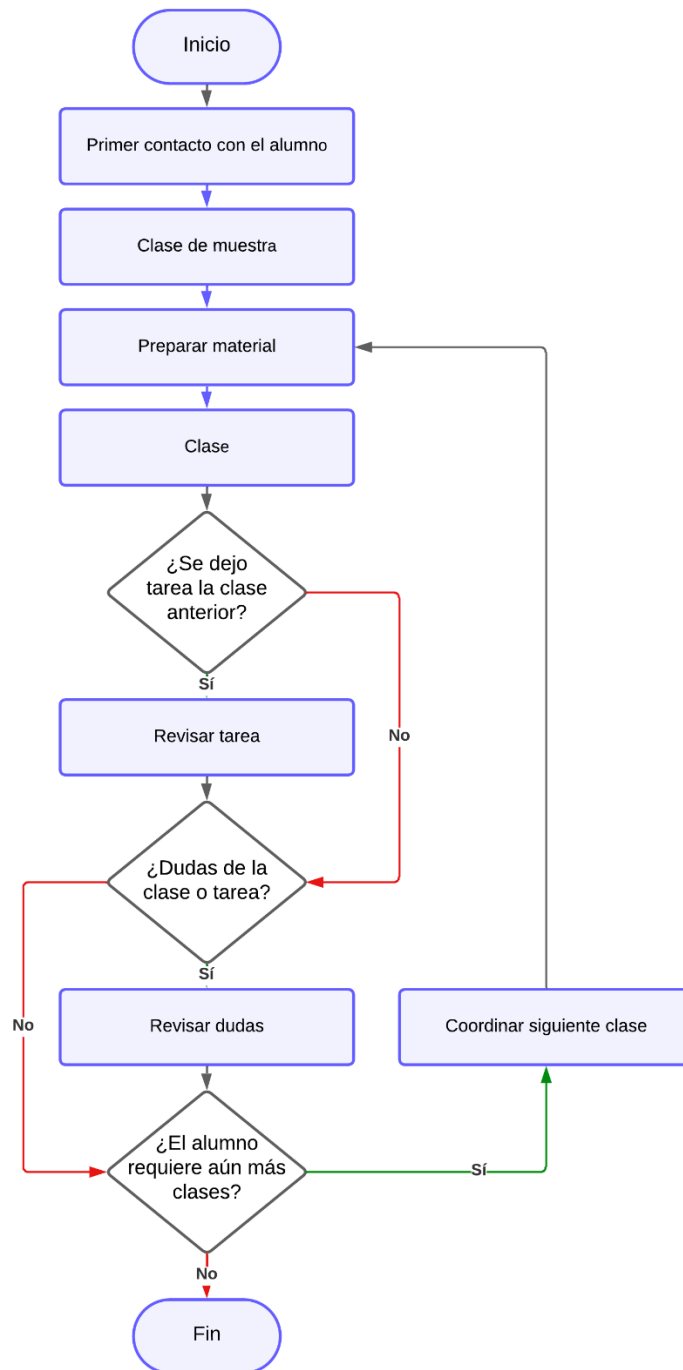 Inicio
Primer contacto con el alumno
Clase de muestra
Preparar material
Clase
¿Se dejo
tarea la clase
anterior?
Sí
No
Revisar tarea
¿Dudas de la
clase o tarea?
Sí
No
Revisar dudas
Coordinar siguiente clase
¿El alumno
requiere aún más
clases?
Sí
No
Fin